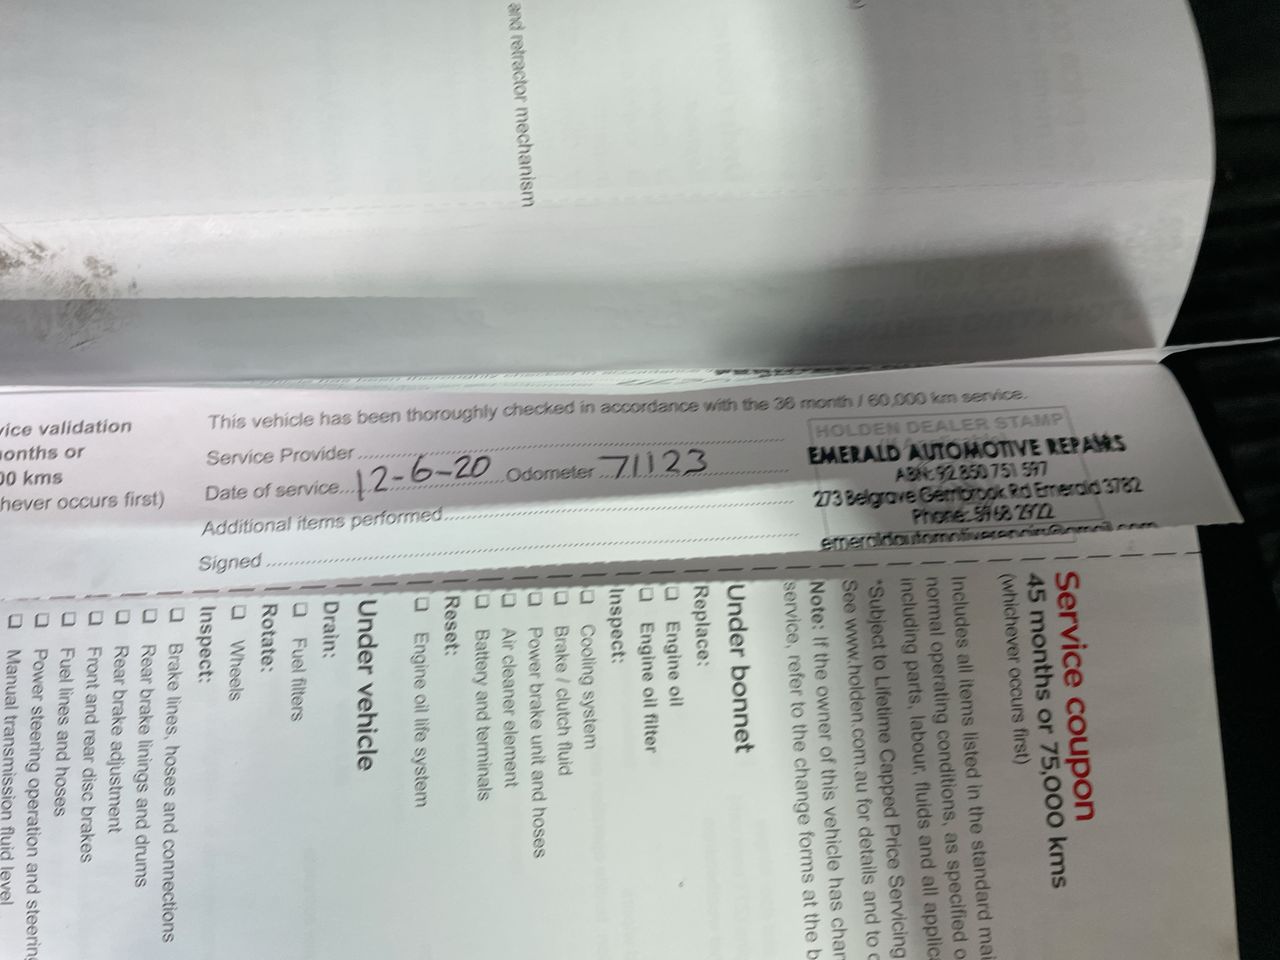 and retractor mechanism
vice validation
months or
00 kms
hever occurs first)
This vehicle has been thoroughly checked in accordance with the 36 month / 60,000 km service.
Service Provider
Date of service 12-6-20 Odometer 71123
Additional items performed
Signed
HOLDEN DEALER STAMP
EMERALD AUTOMOTIVE REPAIRS
ABN: 92 850 751 597
273 Belgrave Gembrook Rd Emerald 3782
Phone: 5968 2922
Service coupon
45 months or 75,000 kms
(whichever occurs first)
Includes all items listed in the standard mai
normal operating conditions, as specified o
including parts, labour, fluids and all applica
*Subject to Lifetime Capped Price Servicing
See www.holden.com.au for details and to c
Note: If the owner of this vehicle has chan
service, refer to the change forms at the b
Under bonnet
Replace:
❑ Engine oil
❑ Engine oil filter
Inspect:
❑ Cooling system
❑ Brake / clutch fluid
❑ Power brake unit and hoses
❑ Air cleaner element
❑ Battery and terminals
Reset:
❑ Engine oil life system
Under vehicle
Drain:
❑ Fuel filters
Rotate:
❑ Wheels
Inspect:
❑ Brake lines, hoses and connections
❑ Rear brake linings and drums
❑ Rear brake adjustment
❑ Front and rear disc brakes
❑ Fuel lines and hoses
❑ Power steering operation and steering
❑ Manual transmission fluid level